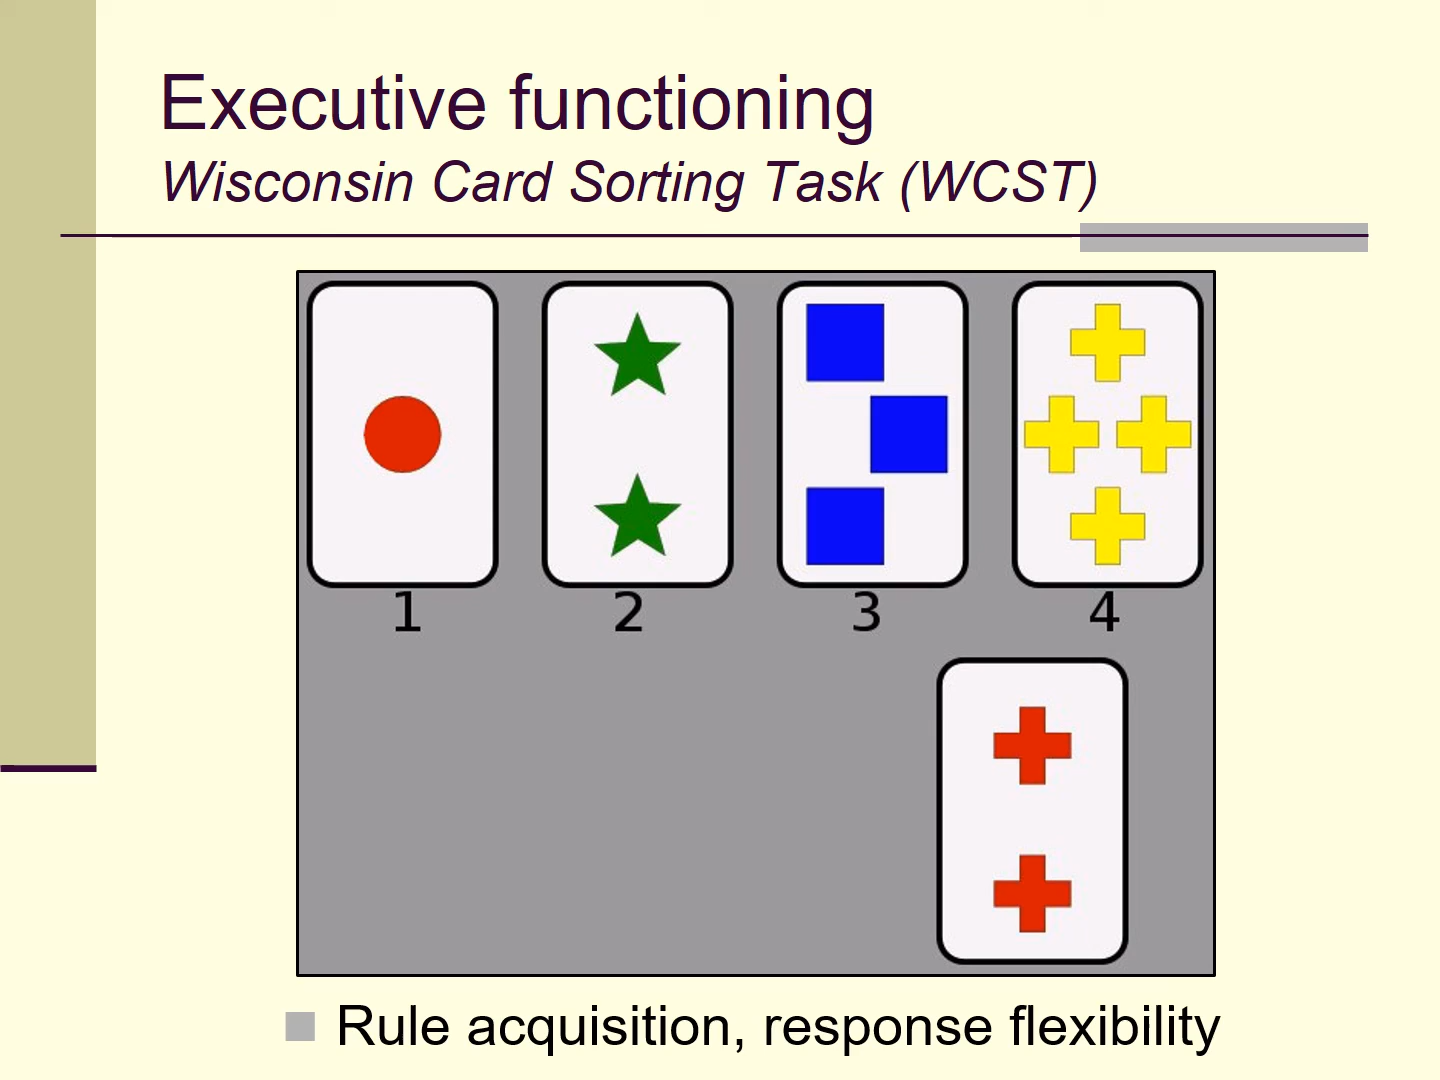 Executive functioning
Wisconsin Card Sorting Task (WCST)
1 2 3 4
Rule acquisition, response flexibility